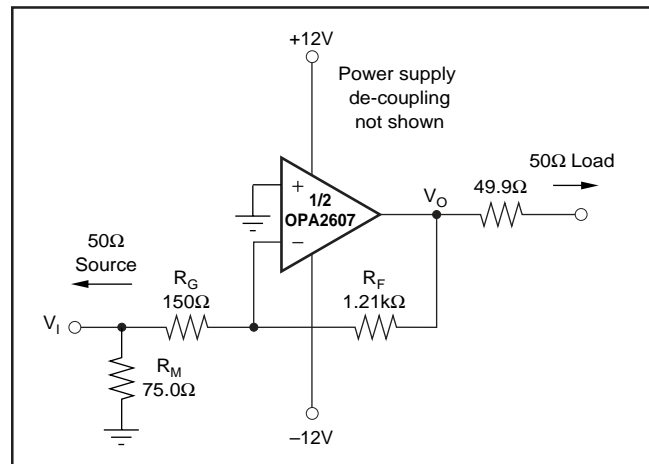 +12V
Power supply
de-coupling
not shown
50Ω Load
+
1/2
OPA2607
−
V_O
49.9Ω
50Ω
Source
R_G
150Ω
R_F
1.21kΩ
V_I
R_M
75.0Ω
−12V